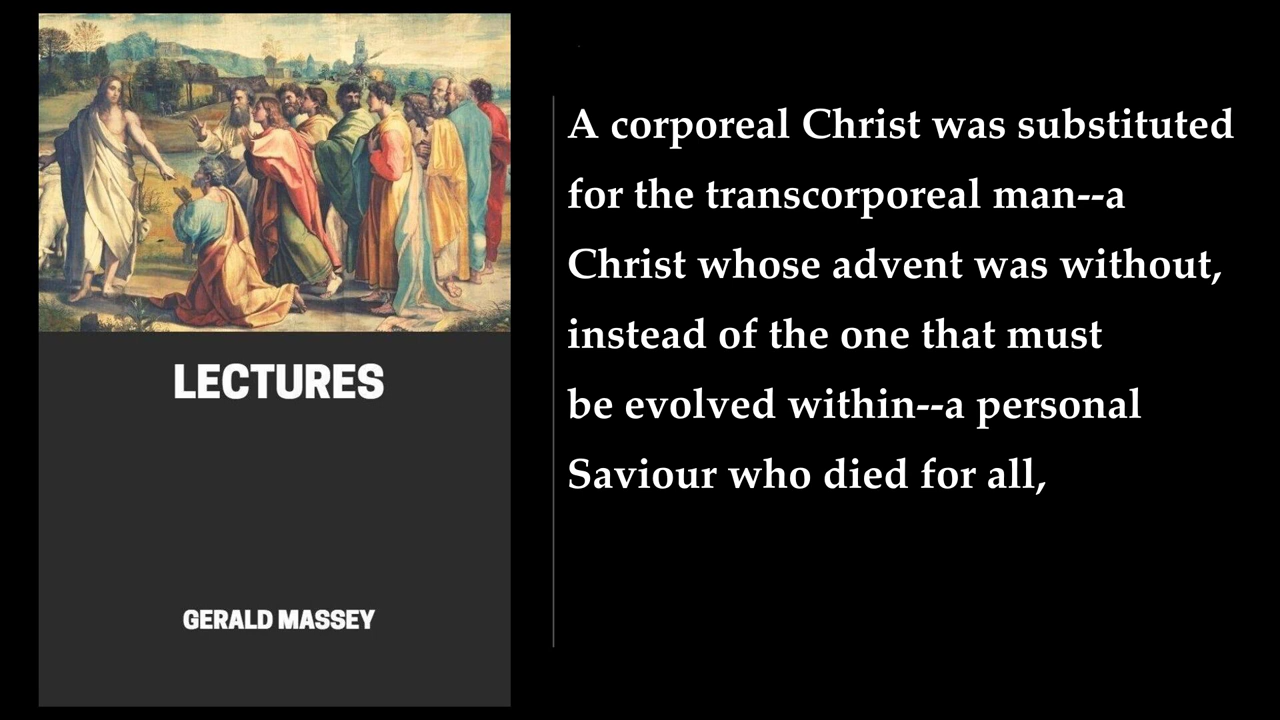 LECTURES
GERALD MASSEY
A corporeal Christ was substituted
for the transcorporeal man--a
Christ whose advent was without,
instead of the one that must
be evolved within--a personal
Saviour who died for all,